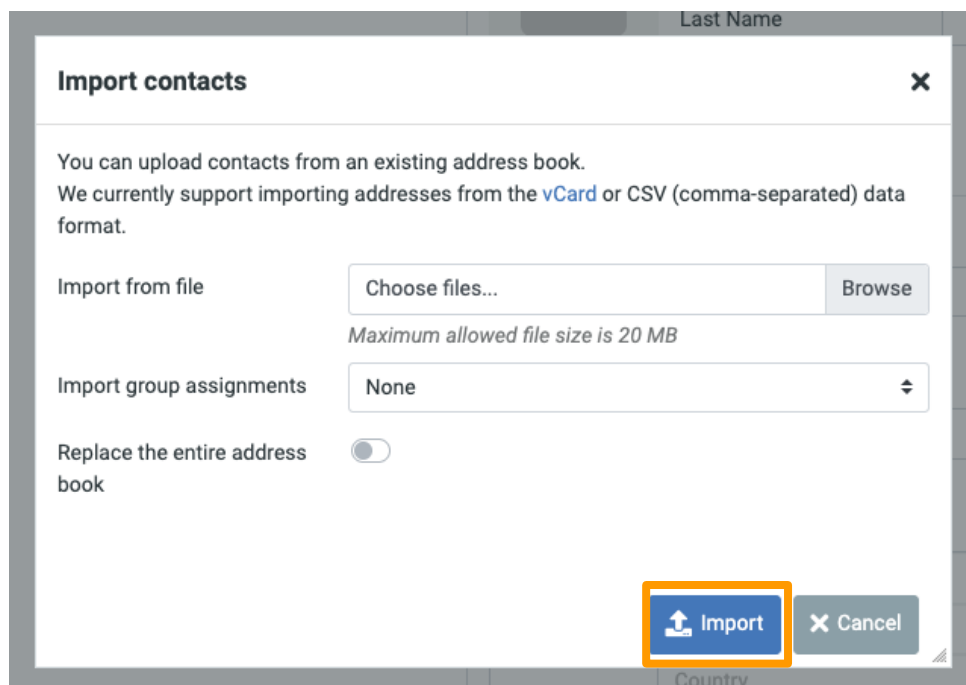 Last Name
Import contacts
You can upload contacts from an existing address book.
We currently support importing addresses from the vCard or CSV (comma-separated) data
format.
Import from file
Choose files...
Browse
Maximum allowed file size is 20 MB
Import group assignments
None
Replace the entire address
book
Import
Cancel
Country